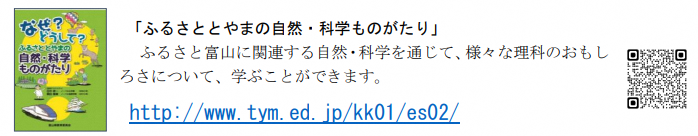 なぜ?
どうして?
ふるさととやまの
自然・科学
ものがたり
「ふるさととやまの自然・科学ものがたり」
ふるさと富山に関連する自然・科学を通じて、様々な理科のおもし
ろさについて、学ぶことができます。
http://www.tym.ed.jp/kk01/es02/